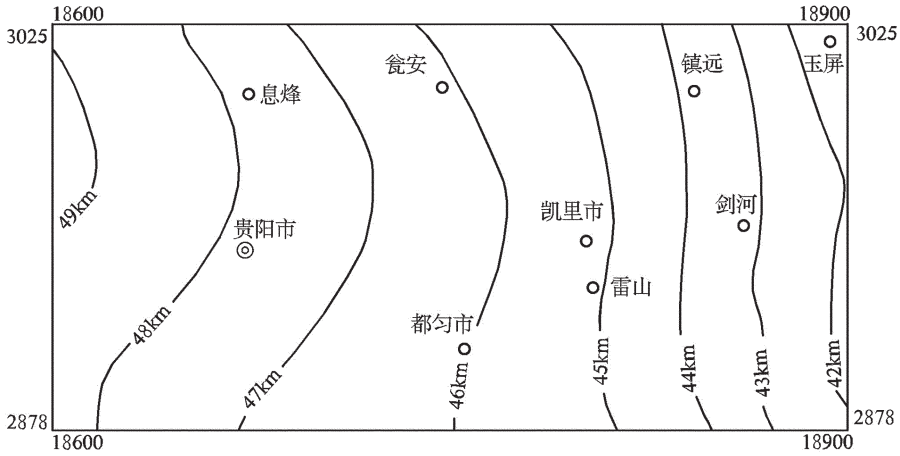 18600
18900
3025
3025
瓮安
镇远
玉屏
息烽
49km
贵阳市
凯里市
剑河
雷山
都匀市
48km
47km
46km
45km
44km
43km
42km
2878
2878
18600
18900